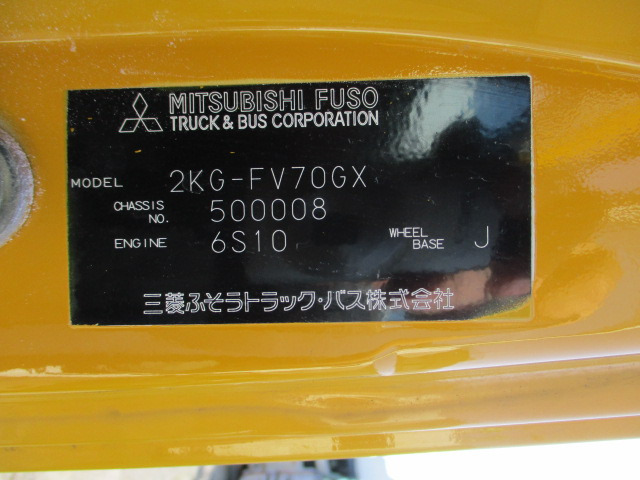 MITSUBISHI FUSO
TRUCK & BUS CORPORATION
MODEL 2KG-FV70GX
CHASSIS NO. 500008
ENGINE 6S10 WHEEL BASE J
三菱ふそうトラック・バス株式会社